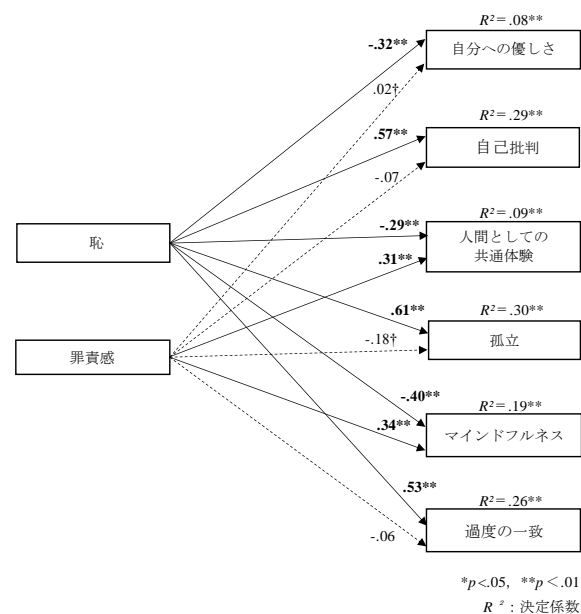 R²= .08**
-.32**
自分への優しさ
.02†
R²= .29**
.57**
自己批判
-.07
R²= .09**
恥
-.29**
人間としての
共通体験
.31**
R²= .30**
.61**
罪責感
-.18†
孤立
-.40**
R²= .19**
.34**
マインドフルネス
.53**
R²= .26**
過度の一致
-.06
*p<.05, **p＜.01
R ²：決定係数